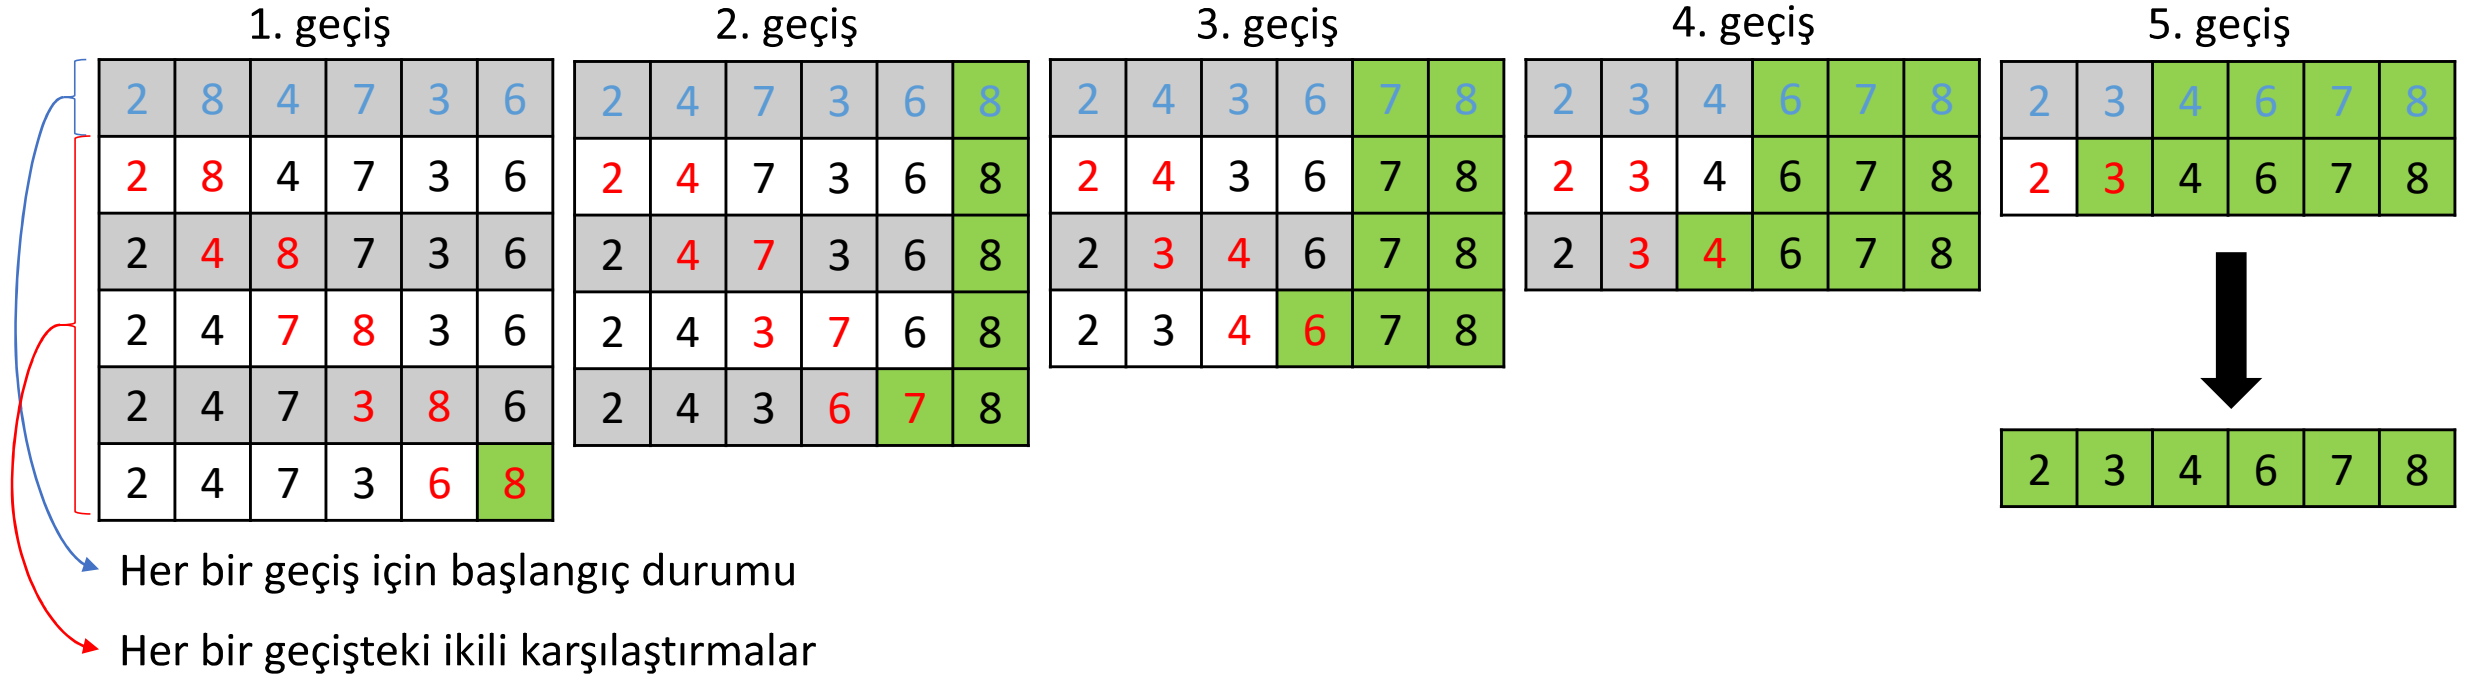 1. geçiş
2 8 4 7 3 6
2 8 4 7 3 6
2 4 8 7 3 6
2 4 7 8 3 6
2 4 7 3 8 6
2 4 7 3 6 8
2. geçiş
2 4 7 3 6 8
2 4 7 3 6 8
2 4 7 3 6 8
2 4 3 7 6 8
2 4 3 6 7 8
3. geçiş
2 4 3 6 7 8
2 4 3 6 7 8
2 3 4 6 7 8
2 3 4 6 7 8
4. geçiş
2 3 4 6 7 8
2 3 4 6 7 8
2 3 4 6 7 8
5. geçiş
2 3 4 6 7 8
2 3 4 6 7 8
2 3 4 6 7 8
Her bir geçiş için başlangıç durumu
Her bir geçişteki ikili karşılaştırmalar